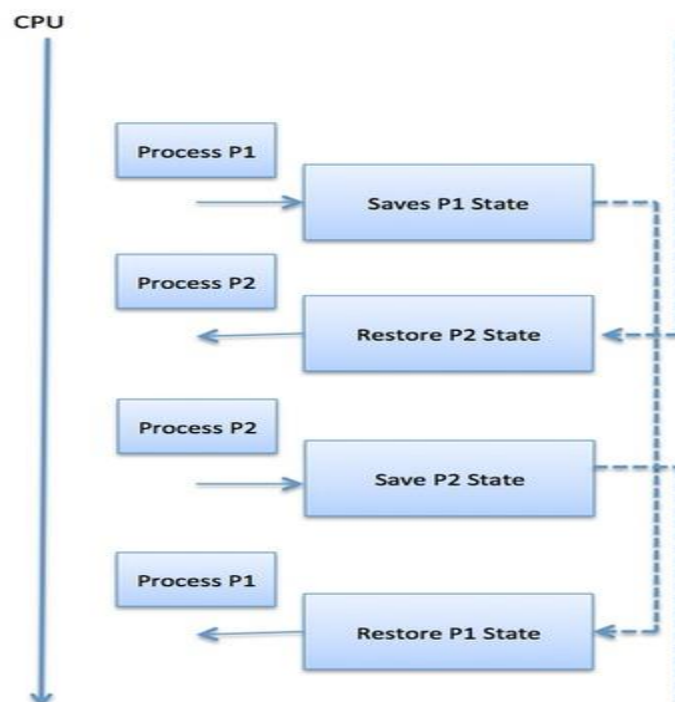 CPU
Process P1
Saves P1 State
Process P2
Restore P2 State
Process P2
Save P2 State
Process P1
Restore P1 State